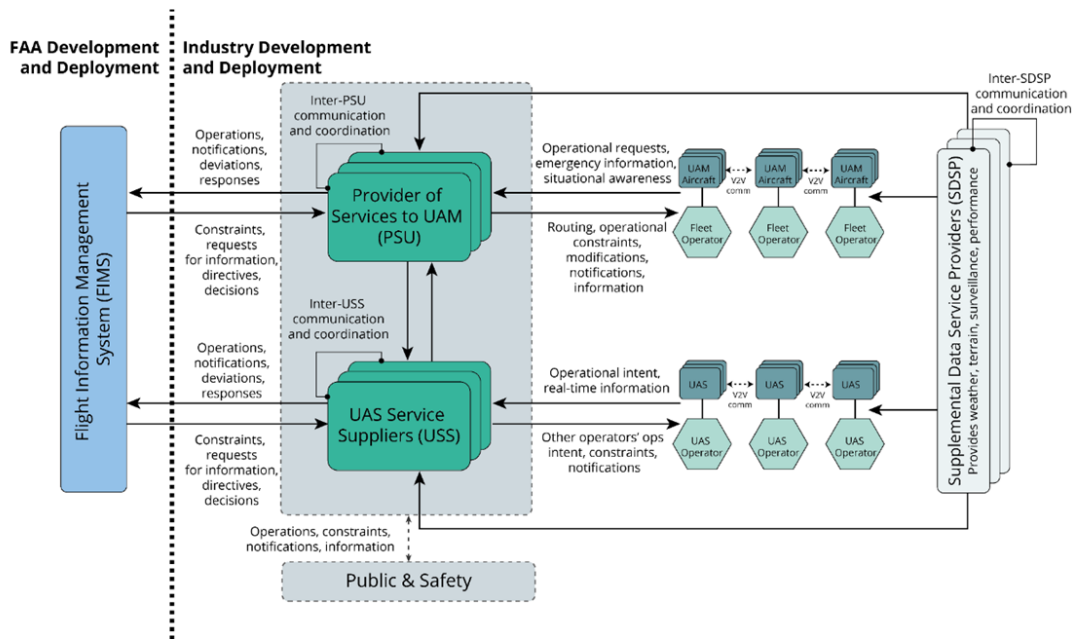 FAA Development
and Deployment
Industry Development
and Deployment
Flight Information Management
System (FIMS)
Operations,
notifications,
deviations,
responses
Constraints,
requests
for information,
directives,
decisions
Inter-PSU
communication
and coordination
Provider of
Services to UAM
(PSU)
Operational requests,
emergency information,
situational awareness
Routing, operational
constraints,
modifications,
notifications,
information
UAM
Aircraft
V2V
comm
UAM
Aircraft
V2V
comm
UAM
Aircraft
Fleet
Operator
Fleet
Operator
Fleet
Operator
Inter-SDSP
communication
and coordination
Supplemental Data Service Providers (SDSP)
Provides weather, terrain, surveillance, performance
Inter-USS
communication
and coordination
Operations,
notifications,
deviations,
responses
Constraints,
requests
for information,
directives,
decisions
UAS Service
Suppliers (USS)
Operational intent,
real-time information
Other operators' ops
intent, constraints,
notifications
UAS
V2V
comm
UAS
V2V
comm
UAS
UAS
Operator
UAS
Operator
UAS
Operator
Operations, constraints,
notifications, information
Public & Safety